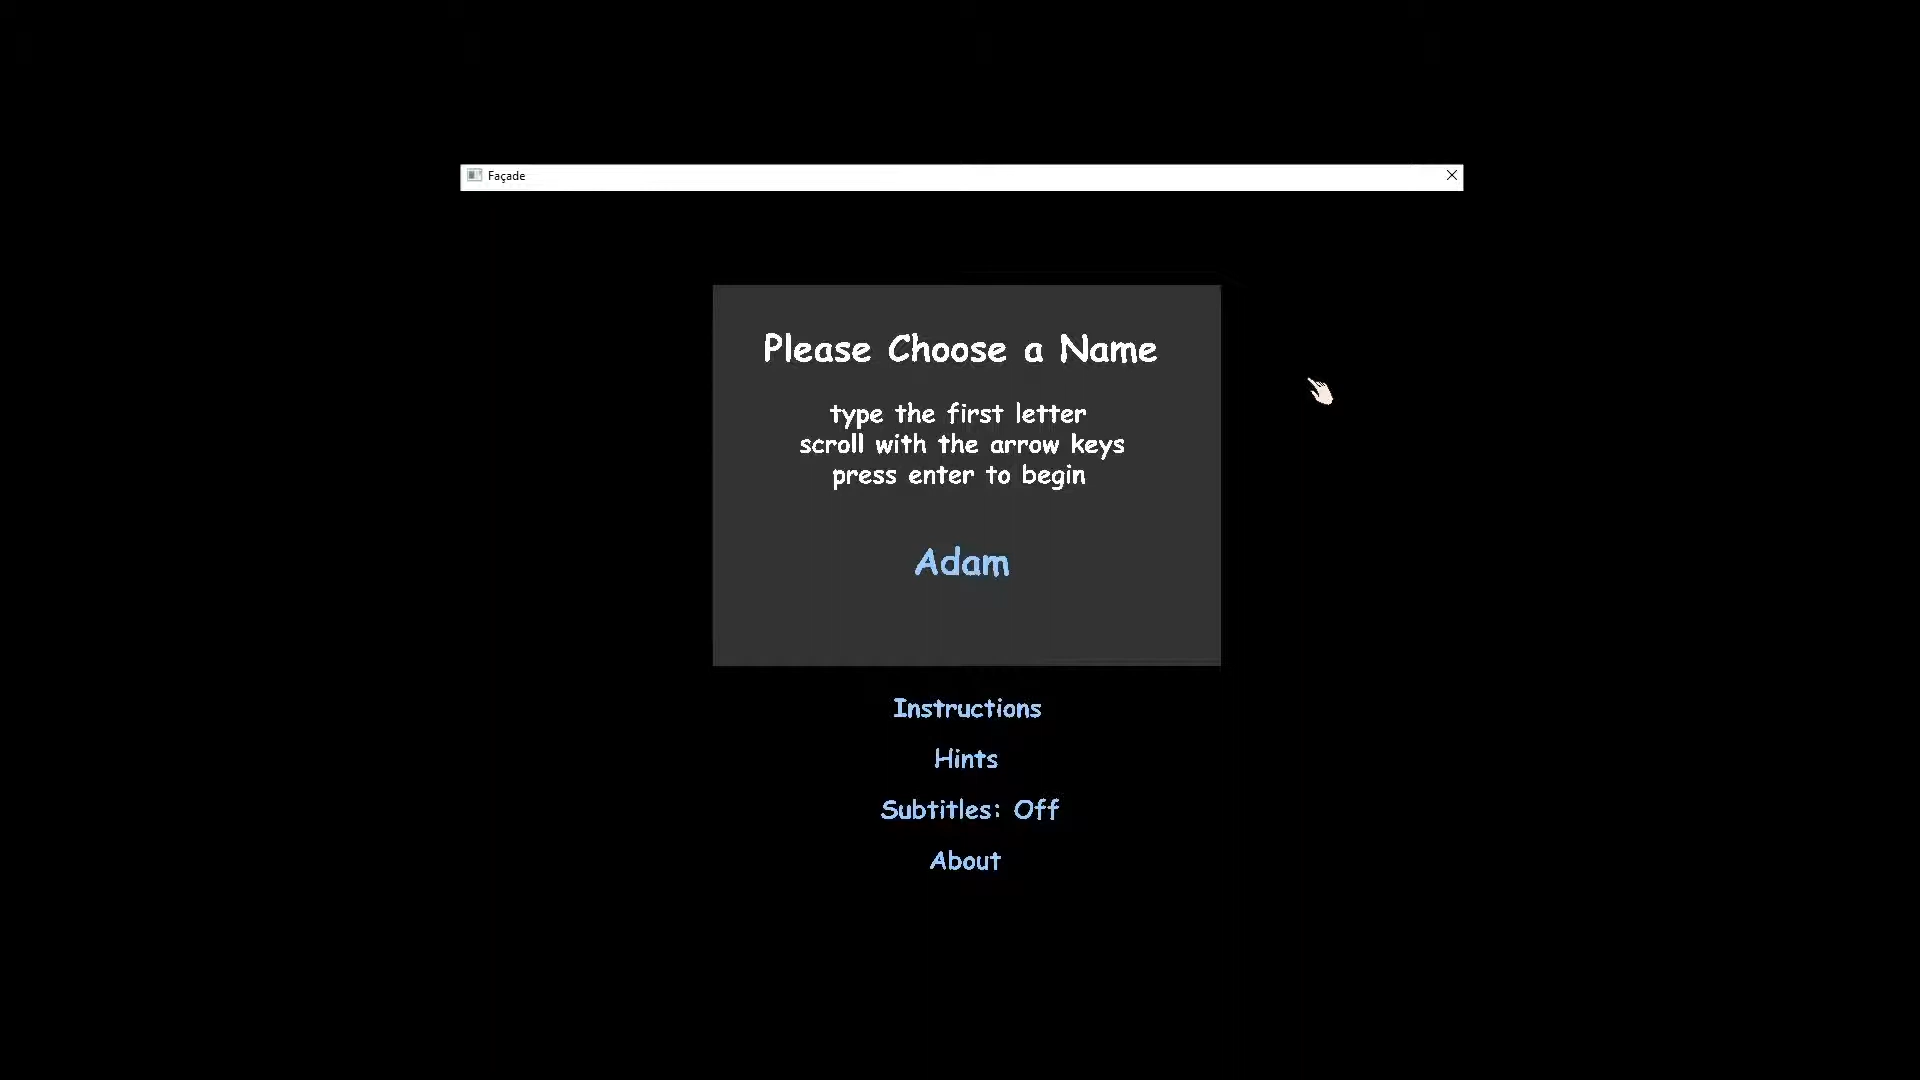 Façade
Please Choose a Name
type the first letter
scroll with the arrow keys
press enter to begin
Adam
Instructions
Hints
Subtitles: Off
About